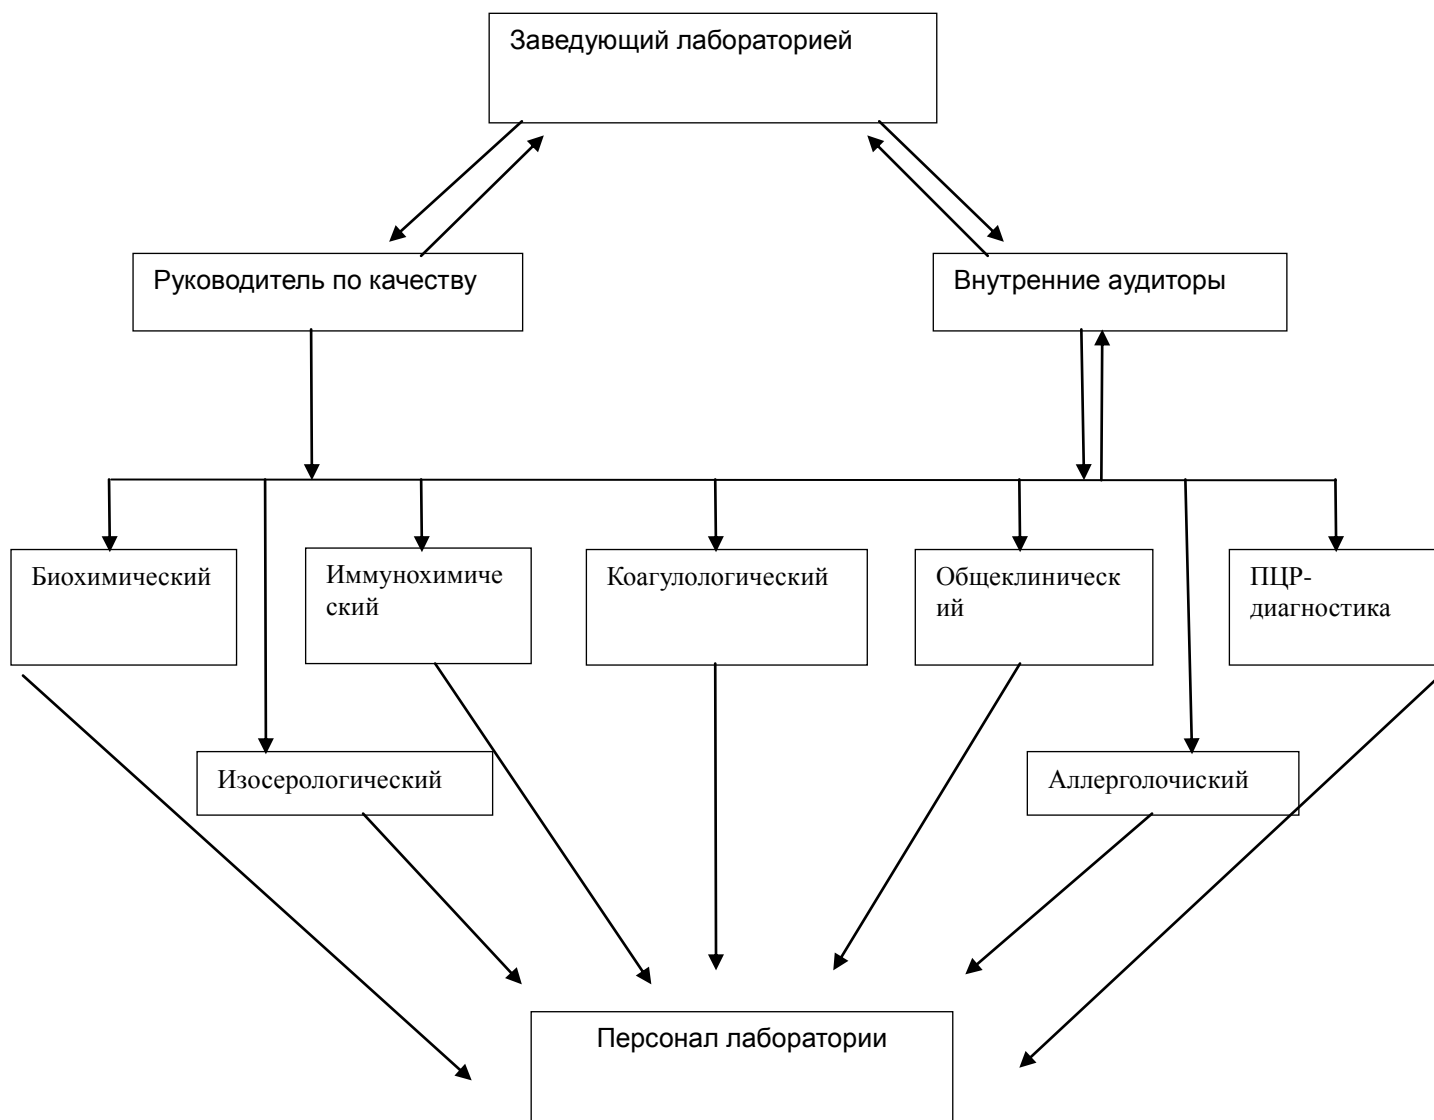 Заведующий лабораторией
Руководитель по качеству
Внутренние аудиторы
Биохимический
Иммунохимиче
ский
Коагулологический
Общеклиническ
ий
ПЦР-
диагностика
Изосерологический
Аллерголочиский
Персонал лаборатории